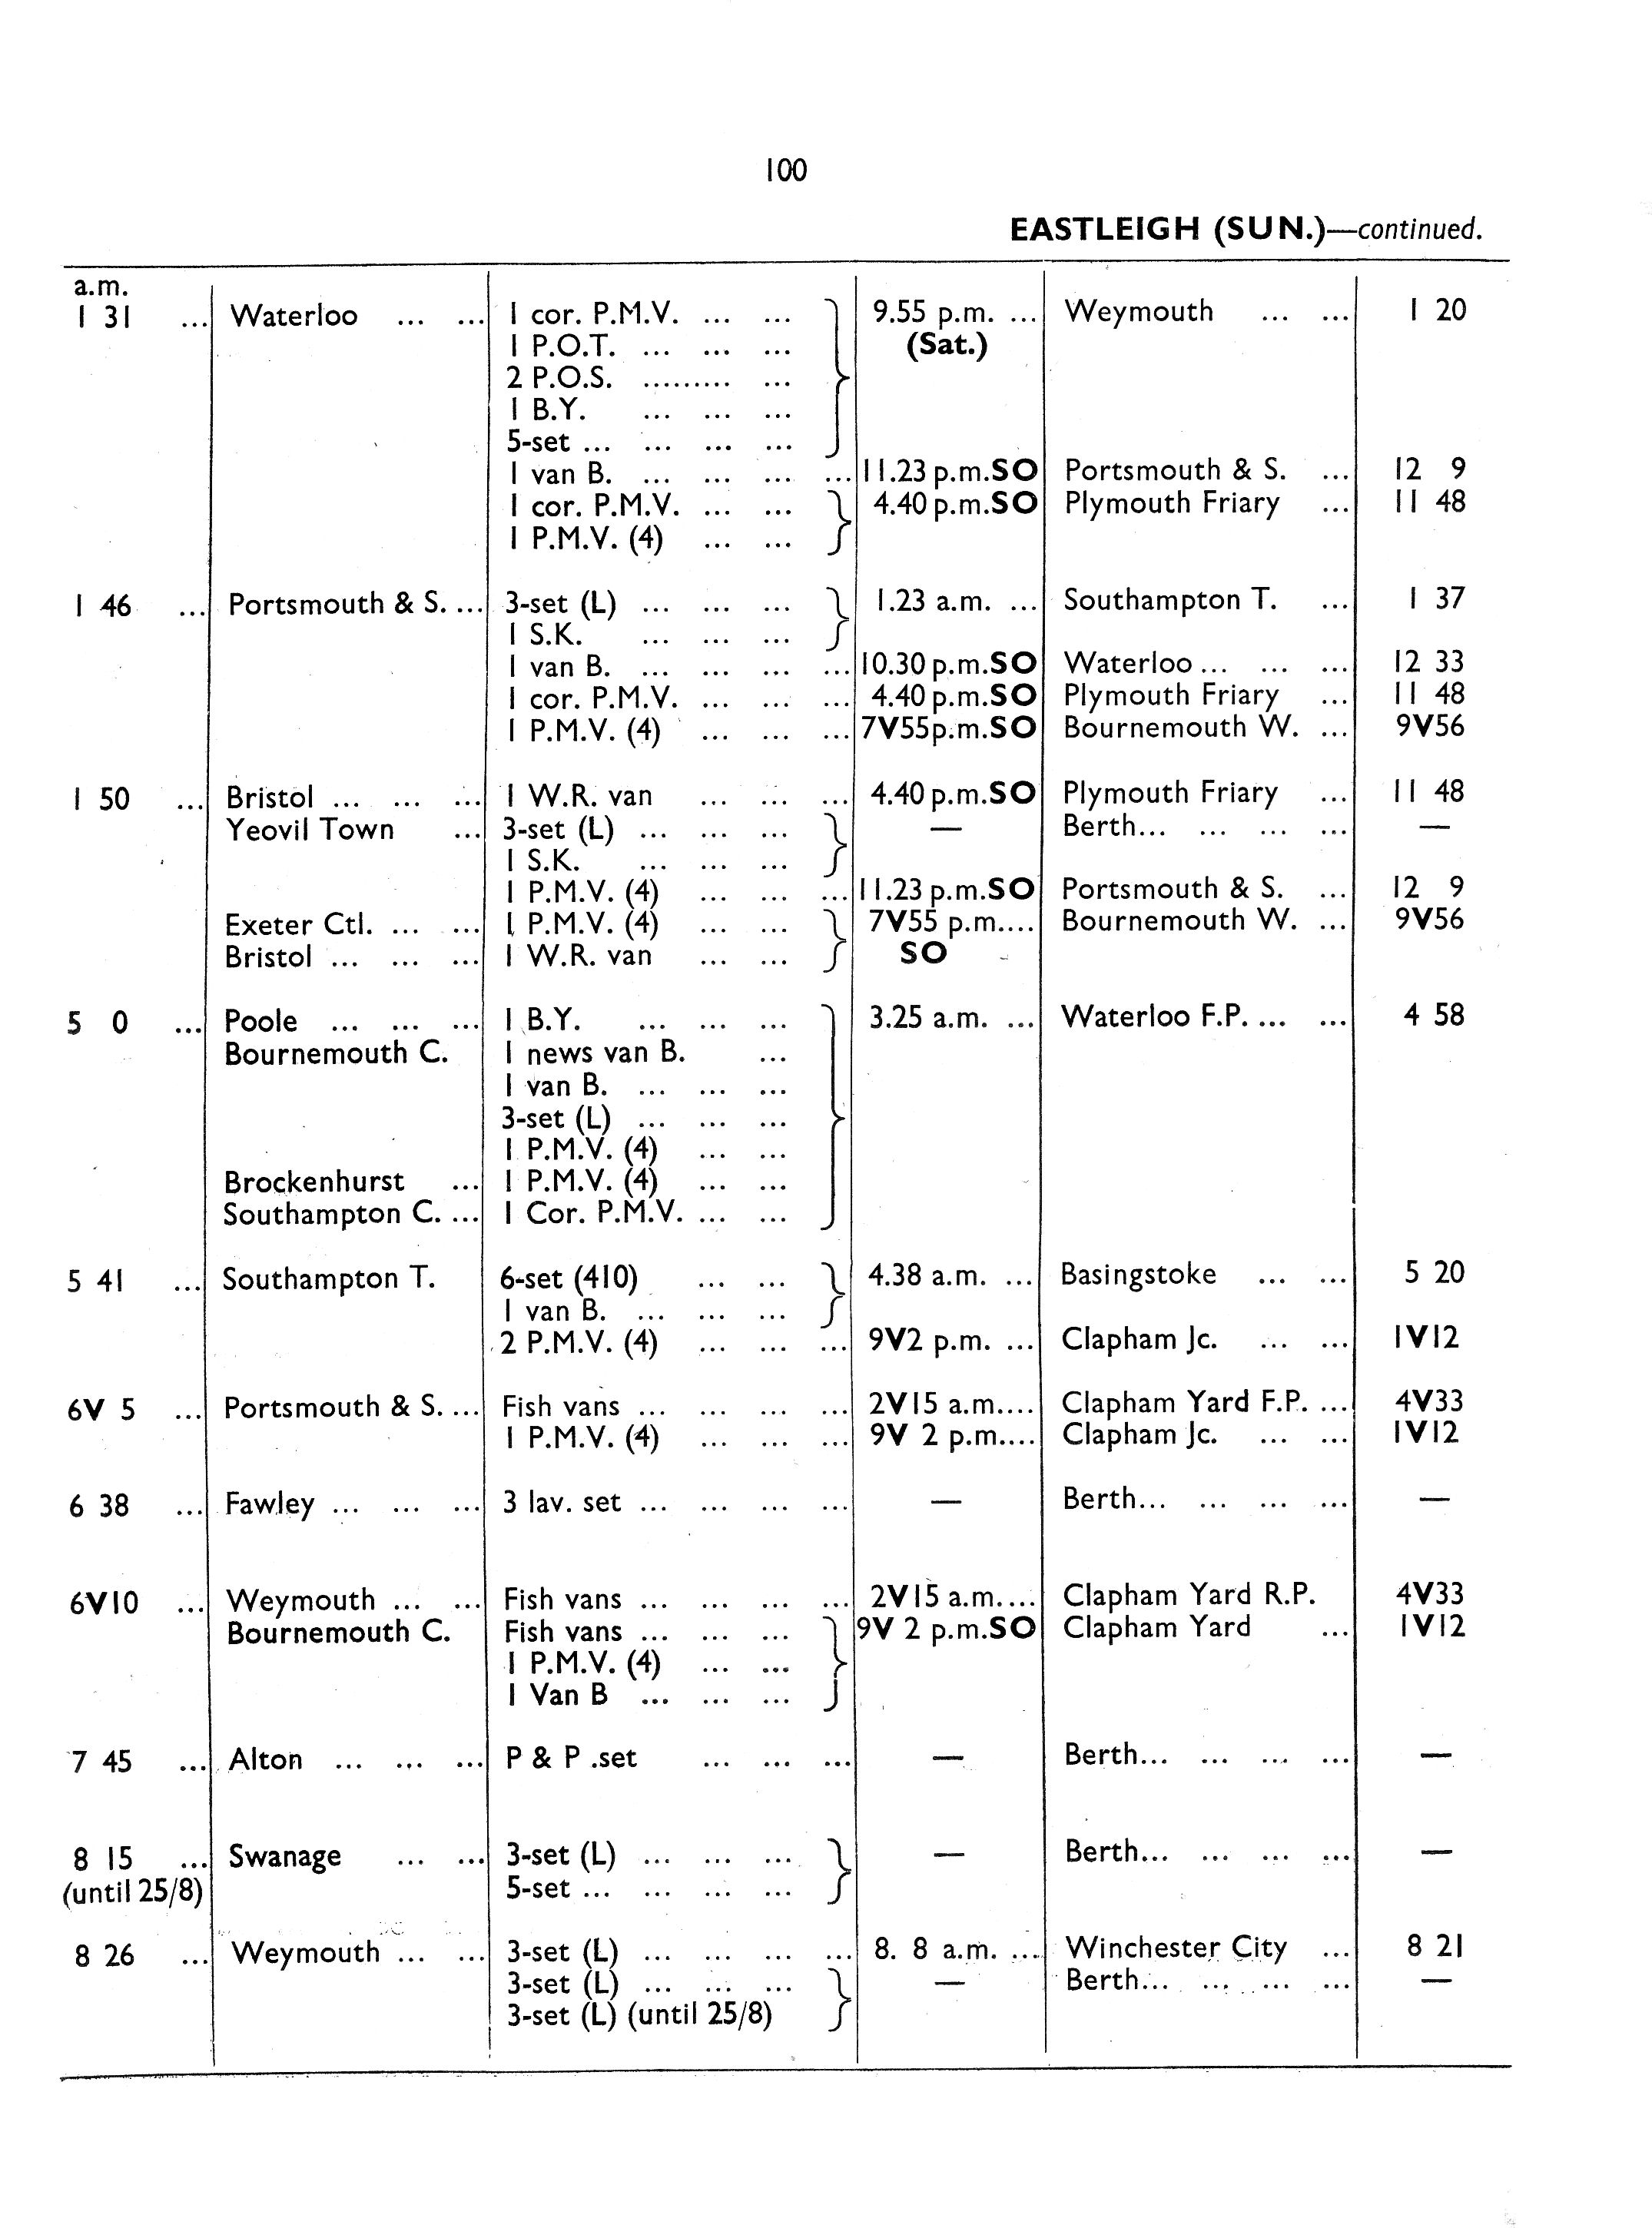 100
EASTLEIGH (SUN.)—continued.
a.m.
1 31 ... Waterloo ... ... 1 cor. P.M.V. ... ... 9.55 p.m. ... Weymouth ... ... 1 20
1 P.O.T. ... ... ... (Sat.)
2 P.O.S. ......... ...
1 B.Y. ... ... ...
5-set ... ... ... ...
1 van B. ... ... ... ... 11.23 p.m.SO Portsmouth & S. ... 12 9
1 cor. P.M.V. ... ... 4.40 p.m.SO Plymouth Friary ... 11 48
1 P.M.V. (4) ... ...
1 46 ... Portsmouth & S. ... 3-set (L) ... ... ... 1.23 a.m. ... Southampton T. ... 1 37
1 S.K. ... ... ...
1 van B. ... ... ... ... 10.30 p.m.SO Waterloo ... ... ... 12 33
1 cor. P.M.V. ... ... ... 4.40 p.m.SO Plymouth Friary ... 11 48
1 P.M.V. (4) ... ... ... 7V55p.m.SO Bournemouth W. ... 9V56
1 50 ... Bristol ... ... ... 1 W.R. van ... ... ... 4.40 p.m.SO Plymouth Friary ... 11 48
Yeovil Town ... 3-set (L) ... ... ... — Berth... ... ... ... —
1 S.K. ... ... ...
1 P.M.V. (4) ... ... ... 11.23 p.m.SO Portsmouth & S. ... 12 9
Exeter Ctl. ... ... 1 P.M.V. (4) ... ... 7V55 p.m.... Bournemouth W. ... 9V56
Bristol ... ... ... 1 W.R. van ... ... SO
5 0 ... Poole ... ... ... 1 B.Y. ... ... ... 3.25 a.m. ... Waterloo F.P. ... ... 4 58
Bournemouth C. 1 news van B. ...
1 van B. ... ... ...
3-set (L) ... ... ...
1 P.M.V. (4) ... ...
Brockenhurst ... 1 P.M.V. (4) ... ...
Southampton C. ... 1 Cor. P.M.V. ... ...
5 41 ... Southampton T. 6-set (410) ... ... 4.38 a.m. ... Basingstoke ... ... 5 20
1 van B. ... ... ...
2 P.M.V. (4) ... ... ... 9V2 p.m. ... Clapham Jc. ... ... 1V12
6V 5 ... Portsmouth & S. ... Fish vans ... ... ... ... 2V15 a.m.... Clapham Yard F.P. ... 4V33
1 P.M.V. (4) ... ... ... 9V 2 p.m.... Clapham Jc. ... ... 1V12
6 38 ... Fawley ... ... ... 3 lav. set ... ... ... ... — Berth... ... ... ... —
6V10 ... Weymouth ... ... Fish vans ... ... ... ... 2V15 a.m.... Clapham Yard R.P. 4V33
Bournemouth C. Fish vans ... ... ... 9V 2 p.m.SO Clapham Yard ... 1V12
1 P.M.V. (4) ... ...
1 Van B ... ... ...
7 45 ... Alton ... ... ... P & P .set ... ... ... — Berth... ... ... ... —
8 15 ... Swanage ... ... 3-set (L) ... ... ... — Berth... ... ... ... —
(until 25/8) 5-set ... ... ... ...
8 26 ... Weymouth ... ... 3-set (L) ... ... ... ... 8. 8 a.m. ... Winchester City ... 8 21
3-set (L) ... ... ... — Berth... ... ... ... —
3-set (L) (until 25/8)